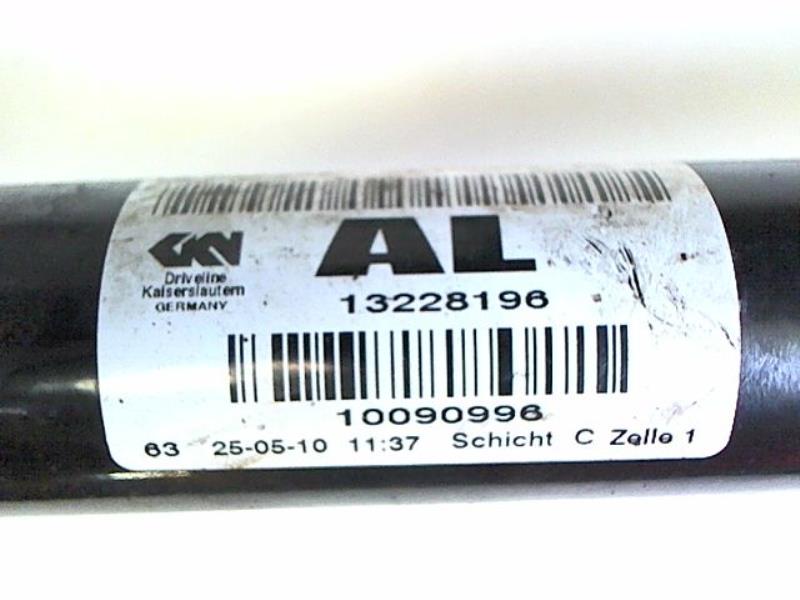 GKN
AL
Driveline
Kaiserslautern
GERMANY
13228196
10090996
63 25-05-10 11:37 Schicht C Zelle 1